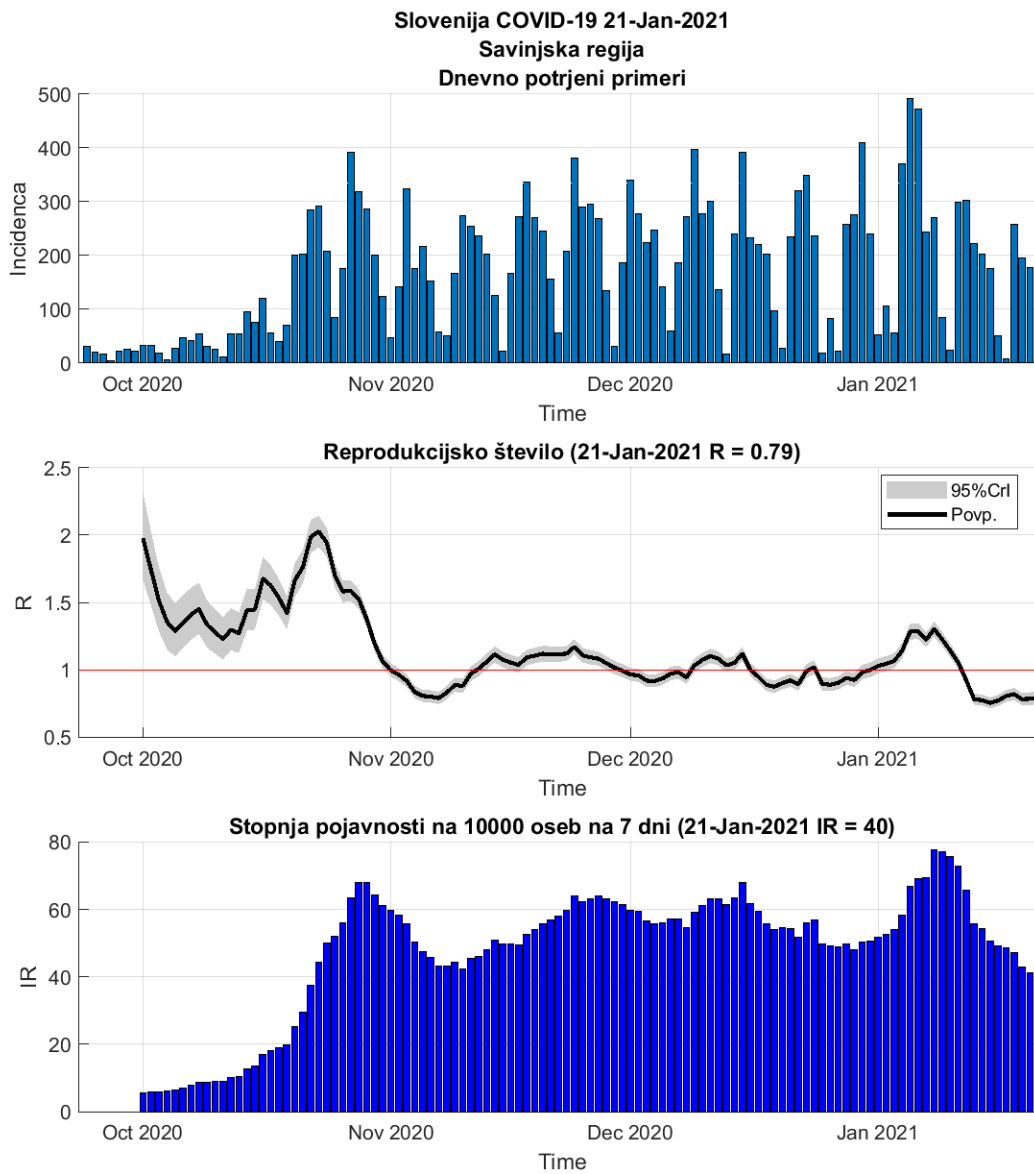 Slovenija COVID-19 21-Jan-2021
Savinjska regija
Dnevno potrjeni primeri
500
400
300
200
100
0
Incidenca
Oct 2020 Nov 2020 Dec 2020 Jan 2021
Time
Reprodukcijsko število (21-Jan-2021 R = 0.79)
2.5
2
1.5
1
0.5
R
95%CrI
Povp.
Oct 2020 Nov 2020 Dec 2020 Jan 2021
Time
Stopnja pojavnosti na 10000 oseb na 7 dni (21-Jan-2021 IR = 40)
80
60
40
20
0
IR
Oct 2020 Nov 2020 Dec 2020 Jan 2021
Time